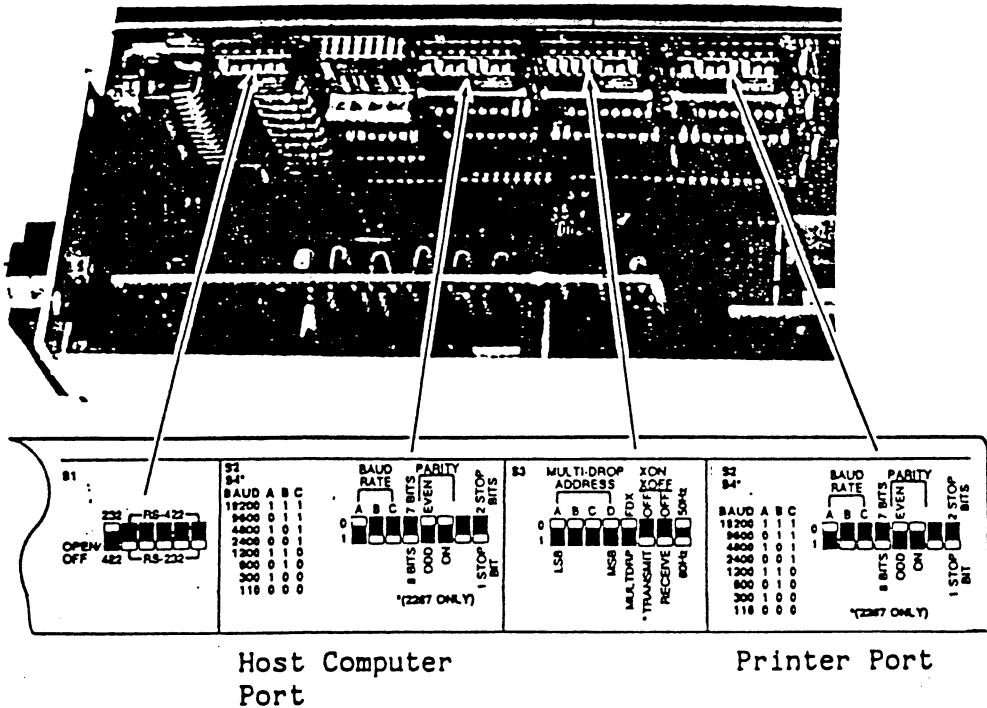 S1
232 RS-422
OPEN/
OFF 422 RS-232
S2
S4*
BAUD A B C
19200 1 1 1
9600 0 1 1
4800 1 0 1
2400 0 0 1
1200 1 1 0
600 0 1 0
300 1 0 0
110 0 0 0
BAUD
RATE
PARITY
A B C
7 BITS
EVEN
2 STOP
BITS
0
1
8 BITS
ODD
ON
1 STOP
BIT
*(2287 ONLY)
S3
MULTI-DROP
ADDRESS
XON
XOFF
A B C D
FDX
OFF
OFF
50Hz
0
1
LSB
MSB
MULTDRP
*TRANSMIT
RECEIVE
60Hz
S2
S4*
BAUD A B C
19200 1 1 1
9600 0 1 1
4800 1 0 1
2400 0 0 1
1200 1 1 0
600 0 1 0
300 1 0 0
110 0 0 0
BAUD
RATE
PARITY
A B C
7 BITS
EVEN
2 STOP
BITS
0
1
8 BITS
ODD
ON
1 STOP
BIT
*(2287 ONLY)
Host Computer
Port
Printer Port